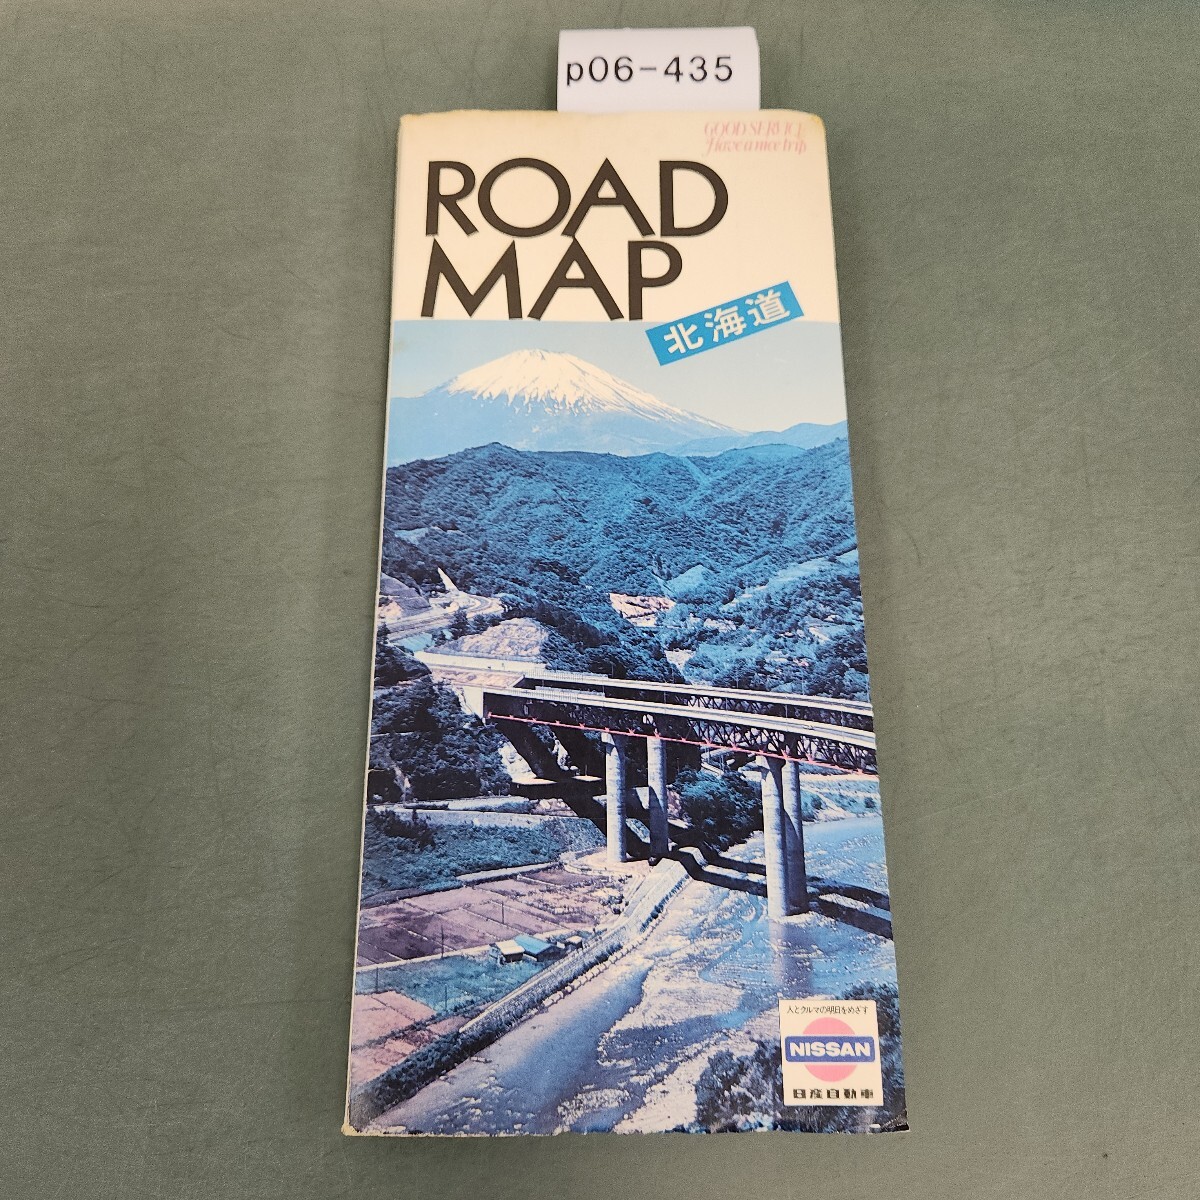 p06-435
GOOD SERVICE
Have a nice trip
ROAD
MAP
北海道
人とクルマの明日をめざす
NISSAN
日産自動車